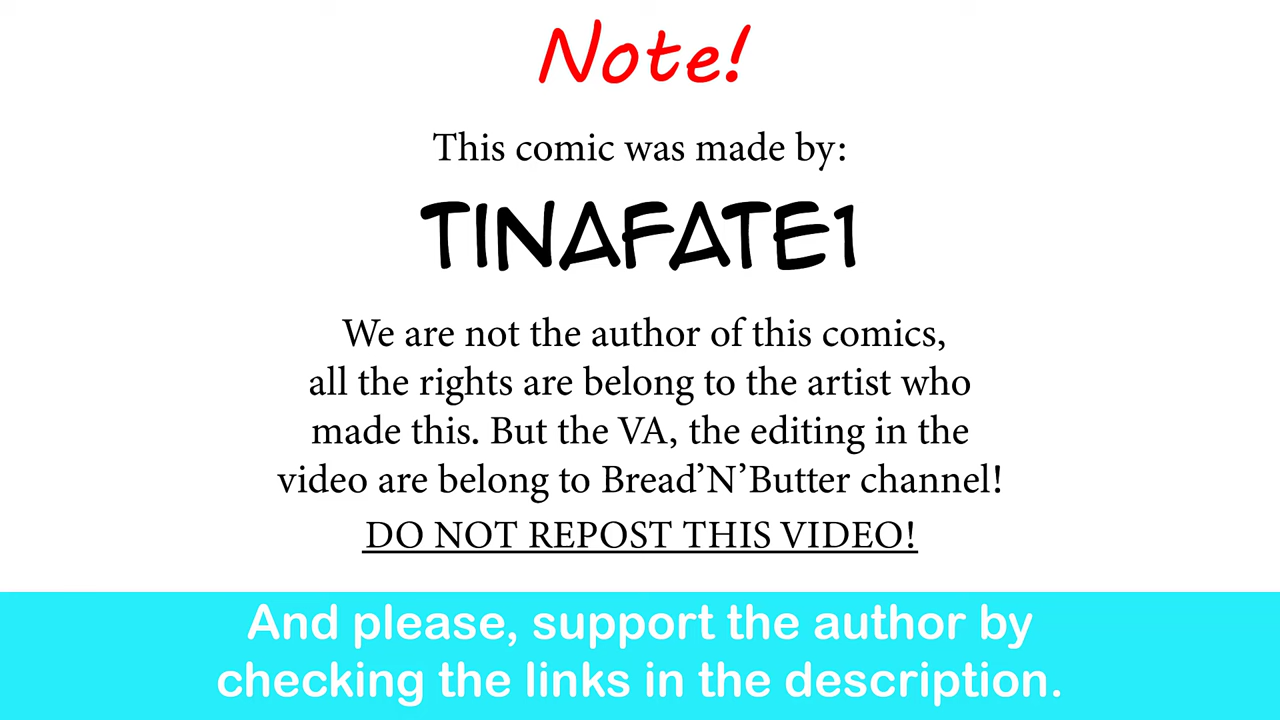 Note!
This comic was made by:
TINAFATE1
We are not the author of this comics,
all the rights are belong to the artist who
made this. But the VA, the editing in the
video are belong to Bread’N’Butter channel!
DO NOT REPOST THIS VIDEO!
And please, support the author by
checking the links in the description.